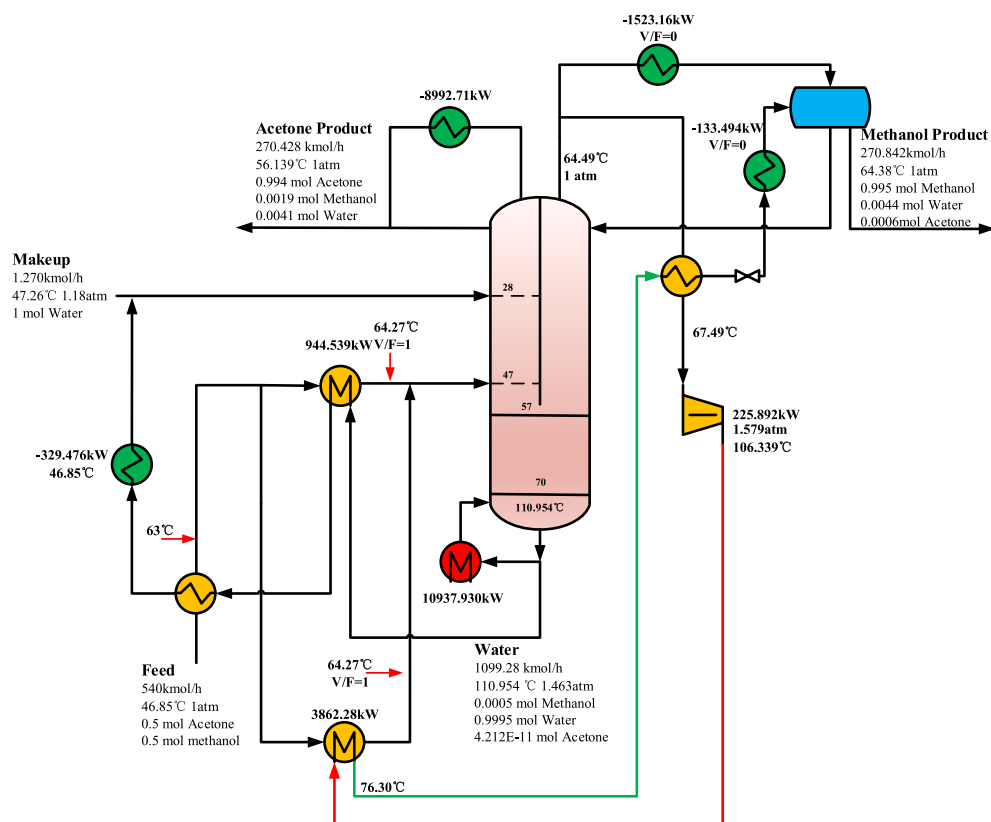 -1523.16kW
V/F=0
-8992.71kW
Acetone Product
270.428 kmol/h
56.139℃ 1atm
0.994 mol Acetone
0.0019 mol Methanol
0.0041 mol Water
64.49℃
1 atm
-133.494kW
V/F=0
Methanol Product
270.842kmol/h
64.38℃ 1atm
0.995 mol Methanol
0.0044 mol Water
0.0006mol Acetone
Makeup
1.270kmol/h
47.26℃ 1.18atm
1 mol Water
28
64.27℃
V/F=1
944.539kW
67.49℃
47
57
225.892kW
1.579atm
106.339℃
-329.476kW
46.85℃
70
110.954℃
63℃
10937.930kW
Feed
540kmol/h
46.85℃ 1atm
0.5 mol Acetone
0.5 mol methanol
64.27℃
V/F=1
Water
1099.28 kmol/h
110.954 ℃ 1.463atm
0.0005 mol Methanol
0.9995 mol Water
4.212E-11 mol Acetone
3862.28kW
76.30℃